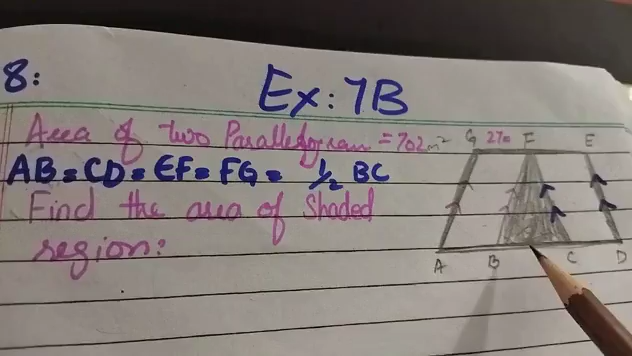 8:
Ex: 7B
Area of two Parallelogram = 702m²
AB = CD = EF = FG = 1/2 BC
Find the area of Shaded
region:
G 27m F E
A B C D